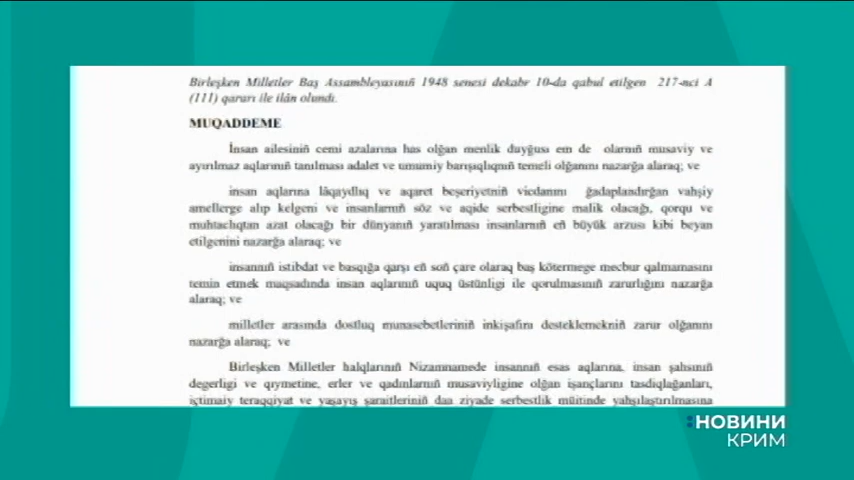 Birleşken Milletler Baş Assambleyasınıñ 1948 senesi dekabr 10-da qabul etilgen 217-nci A
(111) qararı ile ilân olundı.
MUQADDEME
İnsan ailesiniñ cemi azalarına has olğan menlik duyğusı em de olarnıñ musaviy ve
ayırılmaz aqlarınıñ tanılması adalet ve umumiy barışıqlıqnıñ temeli olğanını nazarğa alaraq; ve
insan aqlarına lâqaydlıq ve aqaret beşeriyetniñ vicdanını ğadaplandırğan vahşiy
amellerge alıp kelgeni ve insanlarnıñ söz ve aqide serbestligine malik olacağı, qorqu ve
muhtaclıqtan azat olacağı bir dünyanıñ yaratılması insanlarnıñ eñ büyük arzusı kibi beyan
etilgenini nazarğa alaraq; ve
insannıñ istibdat ve basqığa qarşı eñ soñ çare olaraq baş kötermege mecbur qalmamasını
temin etmek maqsadında insan aqlarınıñ uquq üstünligi ile qorulmasınıñ zarurlığını nazarğa
alaraq; ve
milletler arasında dostluq munasebetleriniñ inkişafını desteklemekniñ zarur olğanını
nazarğa alaraq; ve
Birleşken Milletler halqlarınıñ Nizamnamede insannıñ esas aqlarına, insan şahsınıñ
degerligi ve qıymetine, erler ve qadınlarnıñ musaviyligine olğan işançlarını tasdıqlağanları,
içtimaiy teraqqiyat ve yaşayış şaraitleriniñ daa ziyade serbestlik müitinde yahşılaştırılmasına
:НОВИНИ
КРИМ